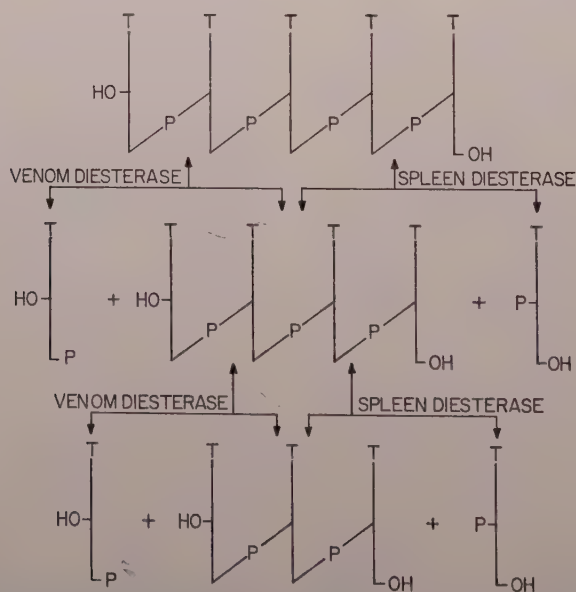 T T T T T
HO P P P P OH
VENOM DIESTERASE SPLEEN DIESTERASE
T T T T T T
HO P + HO P P P OH + P OH
VENOM DIESTERASE SPLEEN DIESTERASE
T T T T T
HO P + HO P P OH + P OH